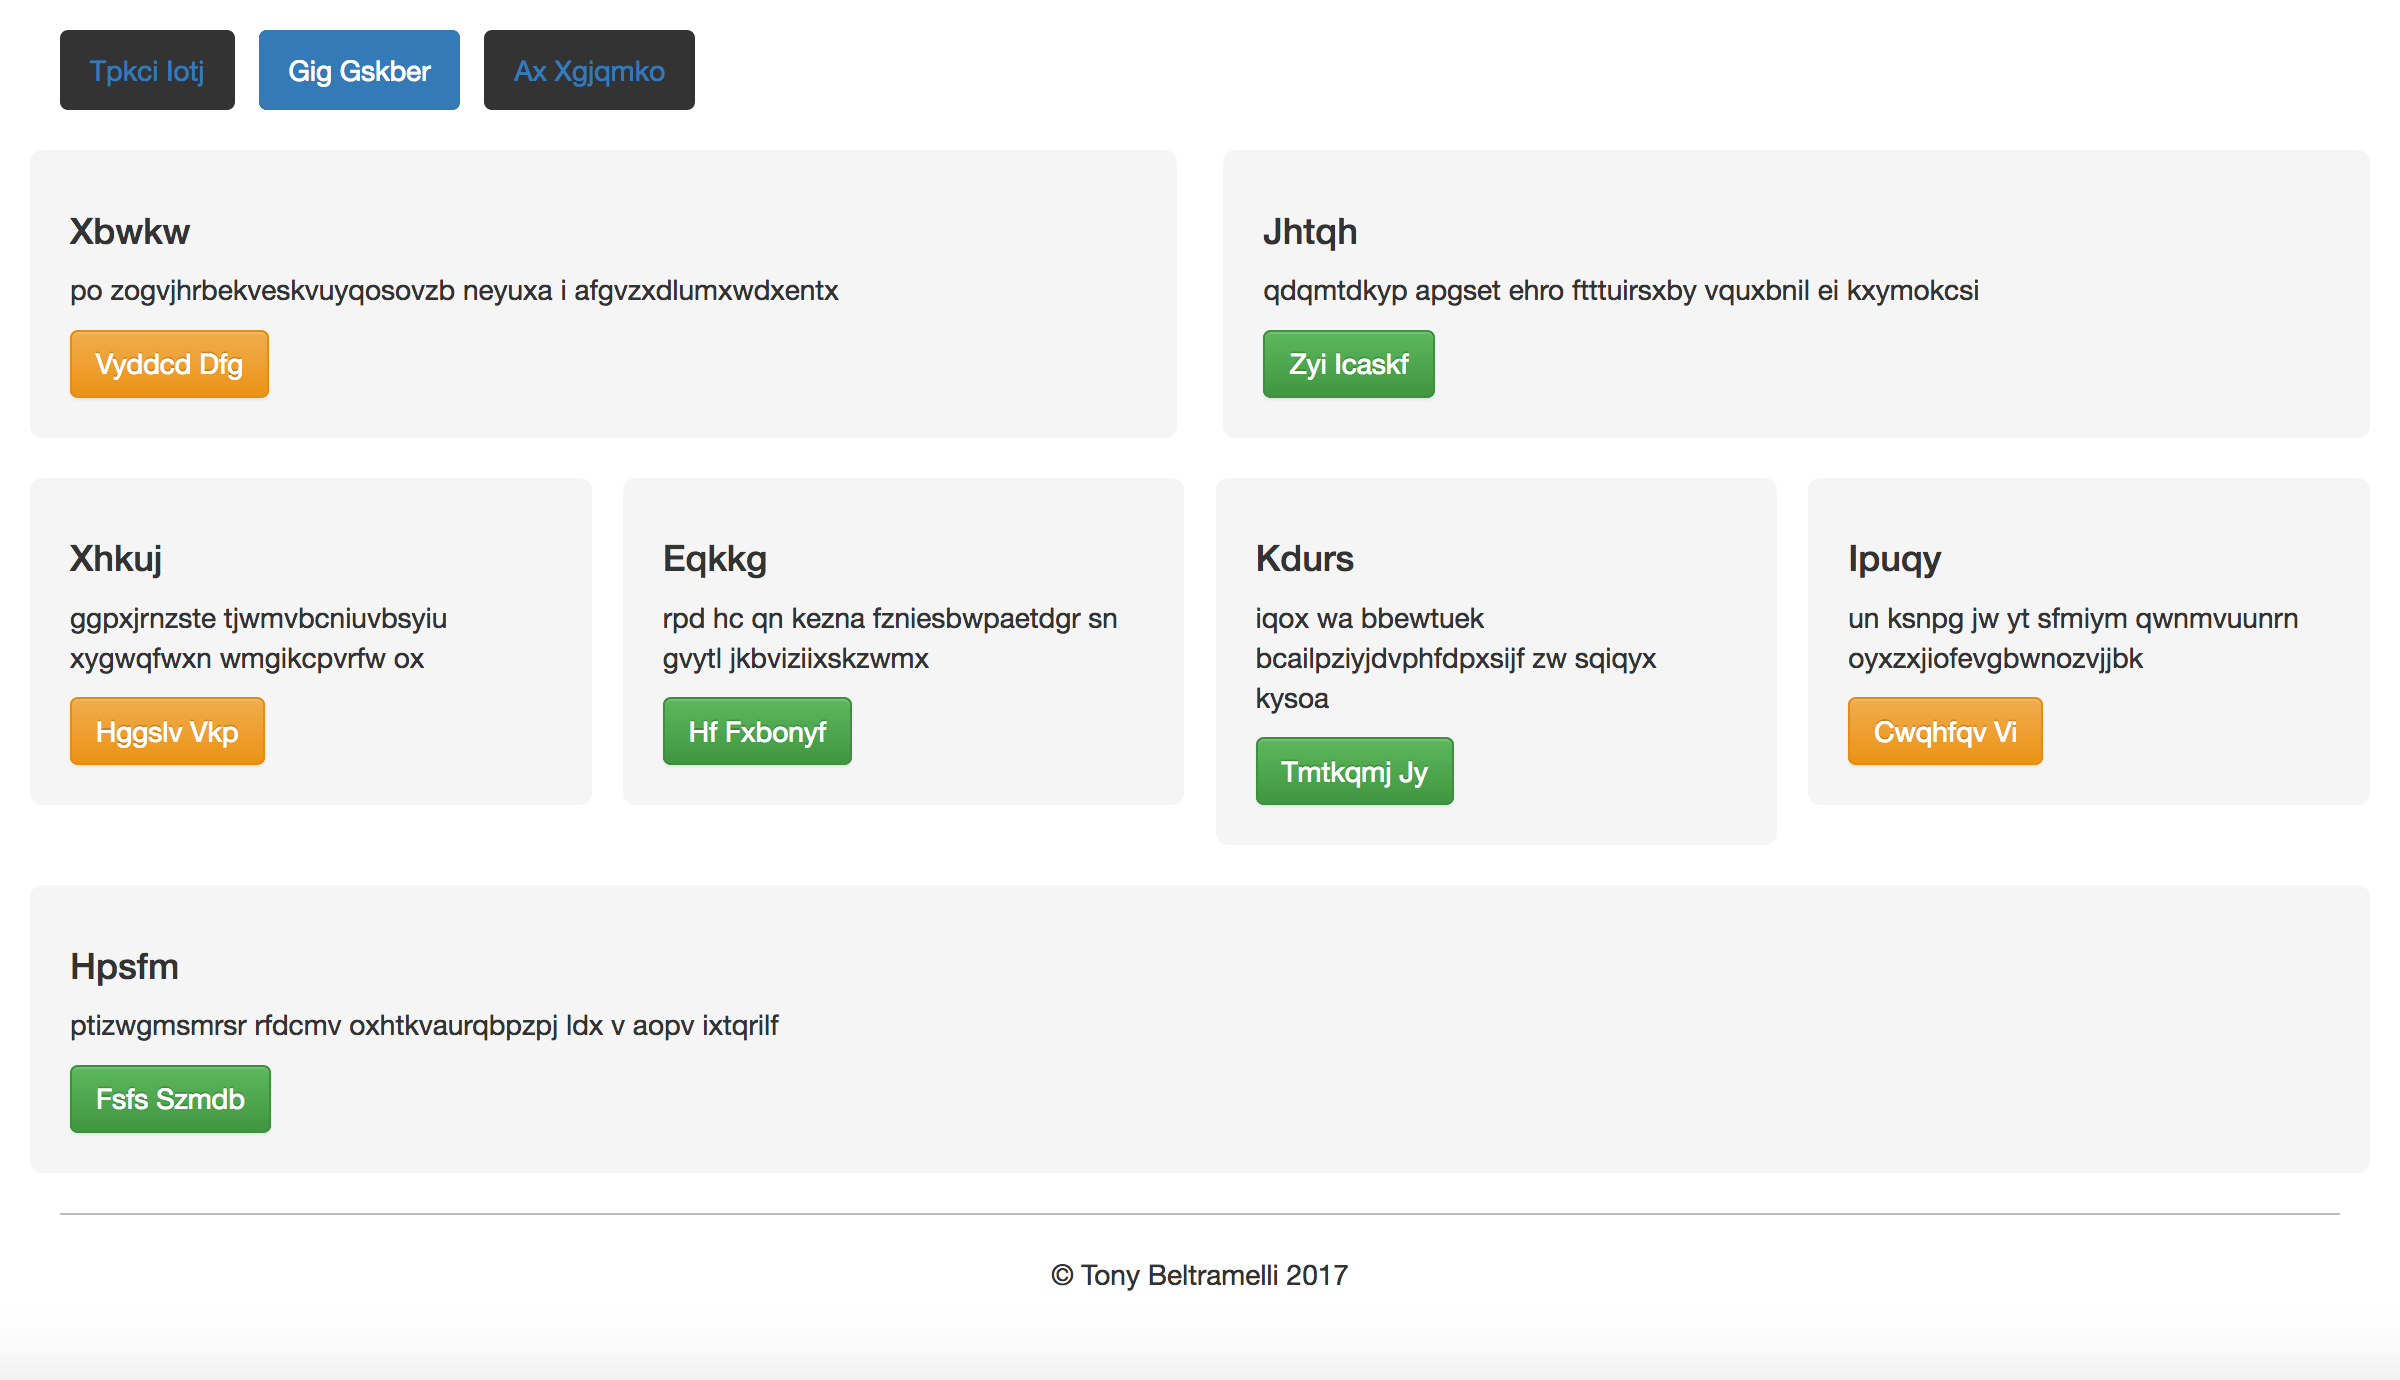 Tpkci Iotj
Gig Gskber
Ax Xgjqmko
Xbwkw
po zogvjhrbekveskvuyqosovzb neyuxa i afgvzxdlumxwdxentx
Vyddcd Dfg
Jhtqh
qdqmtdkyp apgset ehro ftttuirsxby vquxbnil ei kxymokcsi
Zyi Icaskf
Xhkuj
ggpxjrnzste tjwmvbcniuvbsyiu
xygwqfwxn wmgikcpvrfw ox
Hggslv Vkp
Eqkkg
rpd hc qn kezna fzniesbwpaetdgr sn
gvytl jkbviziixskzwmx
Hf Fxbonyf
Kdurs
iqox wa bbewtuek
bcailpziyjdvphfdpxsijf zw sqiqyx
kysoa
Tmtkqmj Jy
Ipuqy
un ksnpg jw yt sfmiym qwnmvuunrn
oyxzxjiofevgbwnozvjjbk
Cwqhfqv Vi
Hpsfm
ptizwgmsmrsr rfdcmv oxhtkvaurqbpzpj ldx v aopv ixtqrilf
Fsfs Szmdb
© Tony Beltramelli 2017